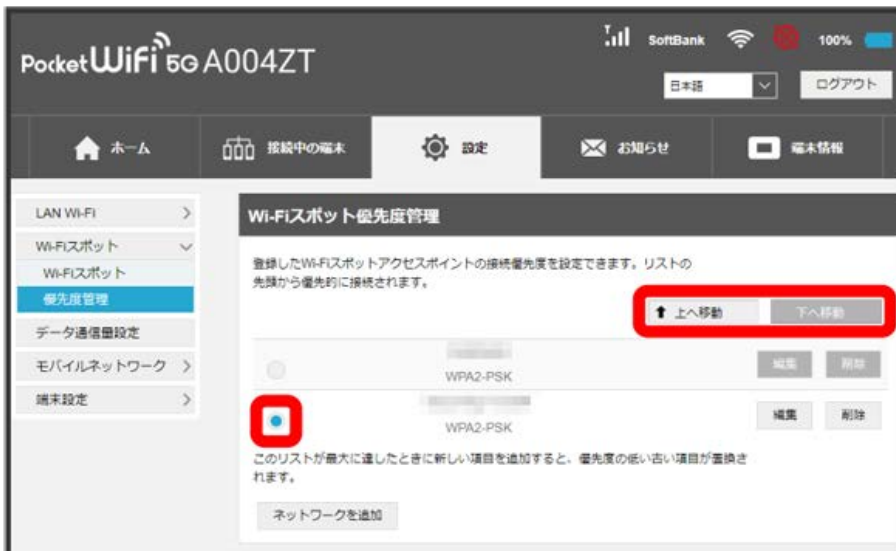 Pocket WiFi 5G A004ZT
SoftBank 100%
日本語 ログアウト
ホーム 接続中の端末 設定 お知らせ 端末情報
LAN Wi-Fi
Wi-Fiスポット
Wi-Fiスポット
優先度管理
データ通信量設定
モバイルネットワーク
端末設定
Wi-Fiスポット優先度管理
登録したWi-Fiスポットアクセスポイントの接続優先度を設定できます。リストの
先頭から優先的に接続されます。
上へ移動 下へ移動
WPA2-PSK 編集 削除
WPA2-PSK 編集 削除
このリストが最大に達したときに新しい項目を追加すると、優先度の低い古い項目が置換さ
れます。
ネットワークを追加